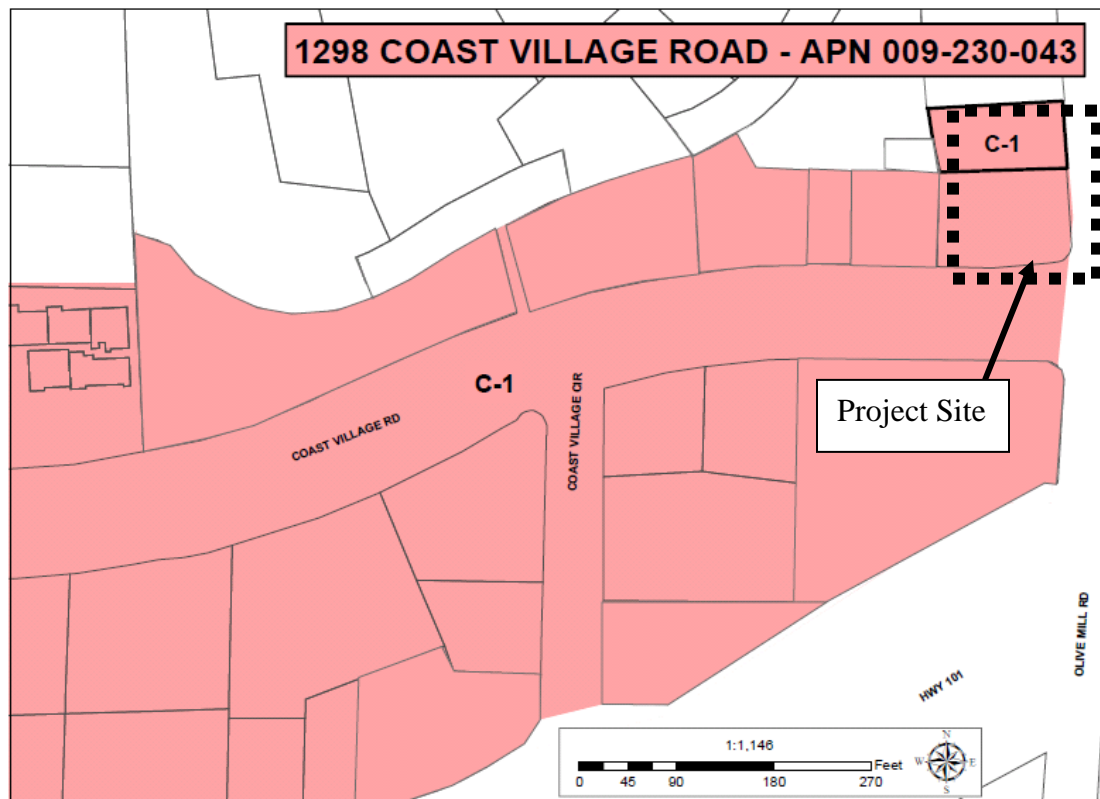 1298 COAST VILLAGE ROAD - APN 009-230-043
C-1
C-1
COAST VILLAGE RD
COAST VILLAGE CIR
Project Site
OLIVE MILL RD
HWY 101
1:1,146
Feet
0 45 90 180 270
N
W E
S